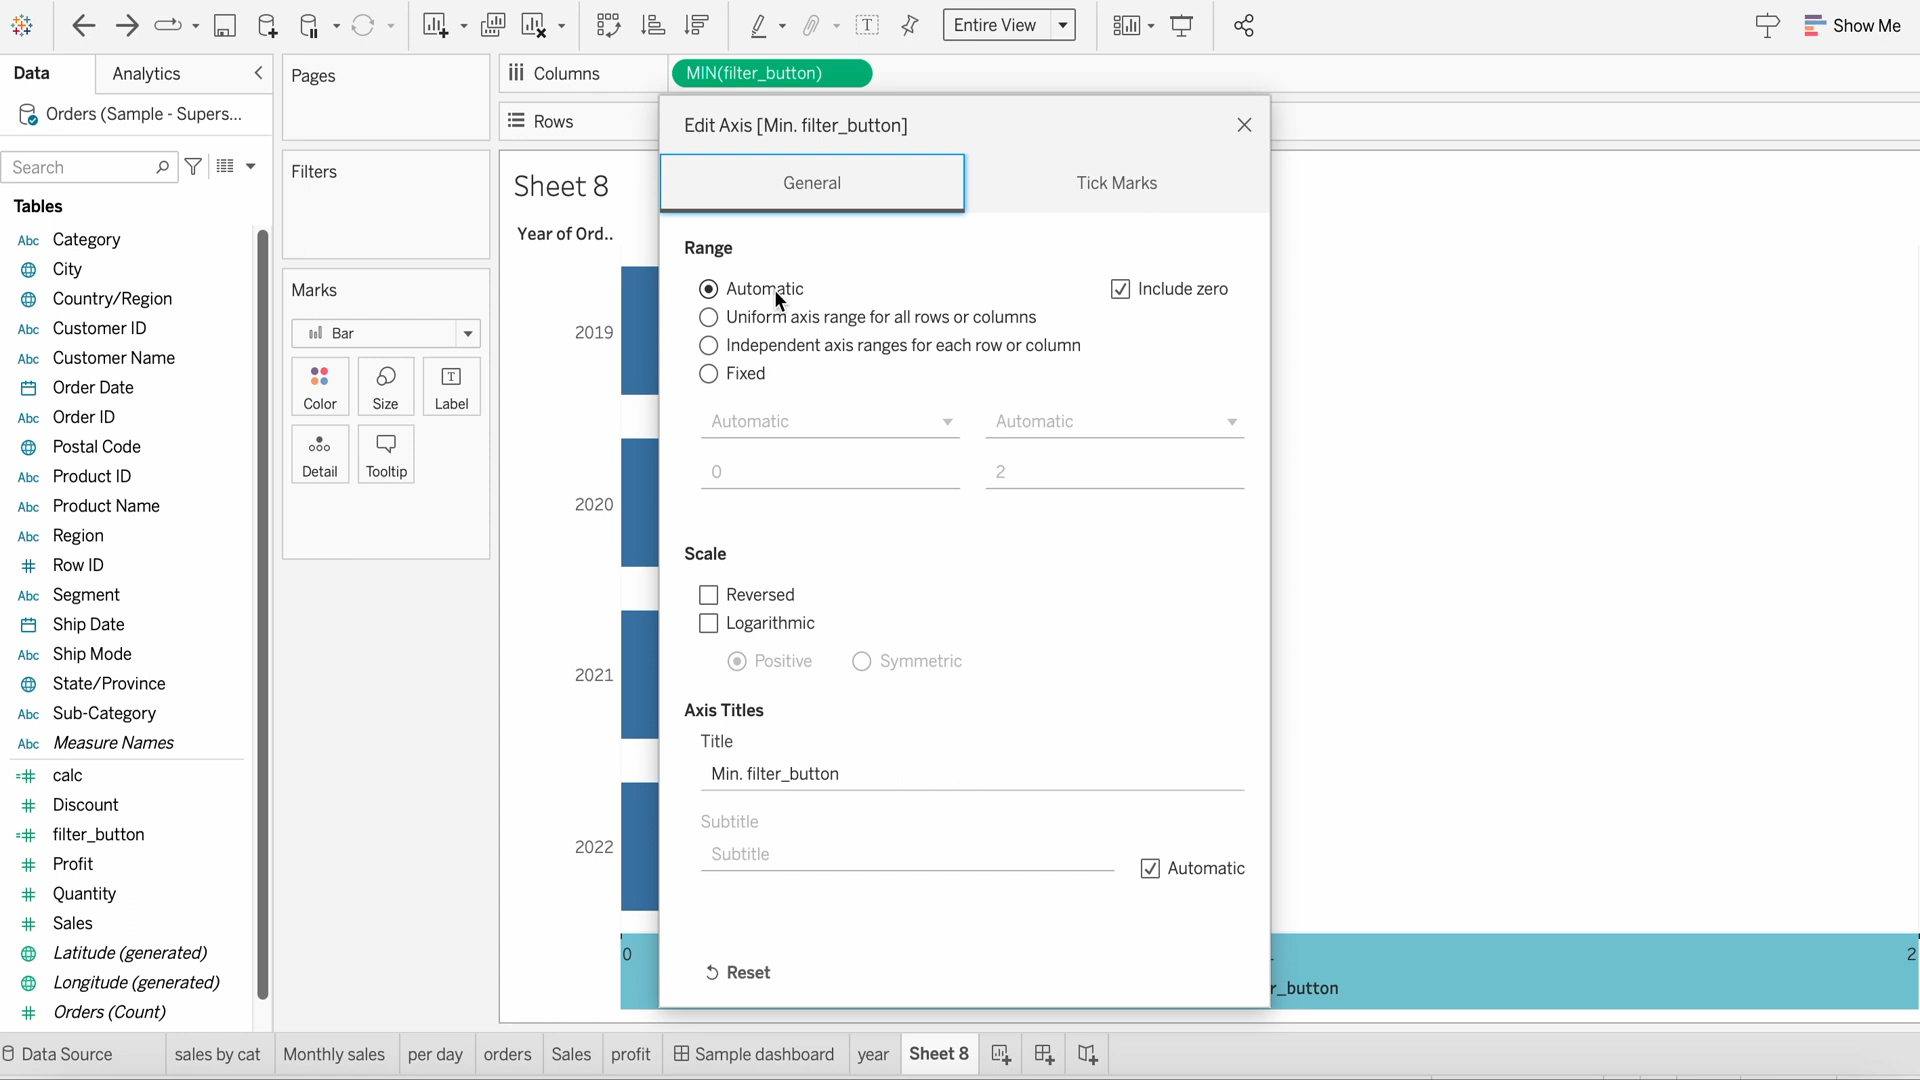 Entire View
Show Me
Data
Analytics
Orders (Sample - Supers...
Search
Tables
Abc Category
City
Country/Region
Abc Customer ID
Abc Customer Name
Order Date
Abc Order ID
Postal Code
Abc Product ID
Abc Product Name
Abc Region
# Row ID
Abc Segment
Ship Date
Abc Ship Mode
State/Province
Abc Sub-Category
Abc Measure Names
=# calc
# Discount
=# filter_button
# Profit
# Quantity
# Sales
Latitude (generated)
Longitude (generated)
# Orders (Count)
Pages
Filters
Marks
Bar
Color
Size
Label
Detail
Tooltip
Columns
MIN(filter_button)
Rows
Sheet 8
Year of Ord..
2019
2020
2021
2022
0
2
r_button
Edit Axis [Min. filter_button]
General
Tick Marks
Range
Automatic
Include zero
Uniform axis range for all rows or columns
Independent axis ranges for each row or column
Fixed
Automatic
Automatic
0
2
Scale
Reversed
Logarithmic
Positive
Symmetric
Axis Titles
Title
Min. filter_button
Subtitle
Subtitle
Automatic
Reset
Data Source
sales by cat
Monthly sales
per day
orders
Sales
profit
Sample dashboard
year
Sheet 8